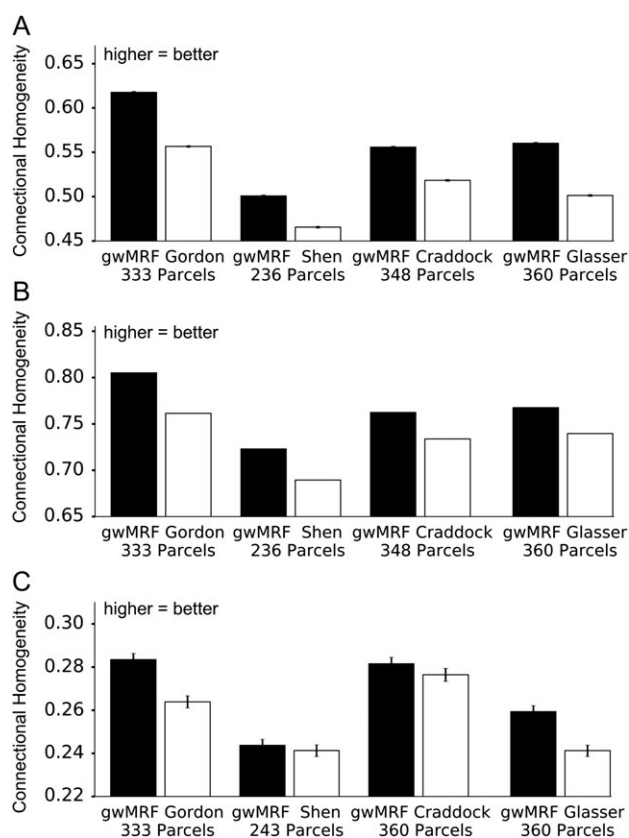 A
higher = better
Connectional Homogeneity
0.65
0.60
0.55
0.50
0.45
gwMRF Gordon gwMRF Shen gwMRF Craddock gwMRF Glasser
333 Parcels 236 Parcels 348 Parcels 360 Parcels
B
higher = better
Connectional Homogeneity
0.85
0.80
0.75
0.70
0.65
gwMRF Gordon gwMRF Shen gwMRF Craddock gwMRF Glasser
333 Parcels 236 Parcels 348 Parcels 360 Parcels
C
higher = better
Connectional Homogeneity
0.30
0.28
0.26
0.24
0.22
gwMRF Gordon gwMRF Shen gwMRF Craddock gwMRF Glasser
333 Parcels 243 Parcels 360 Parcels 360 Parcels